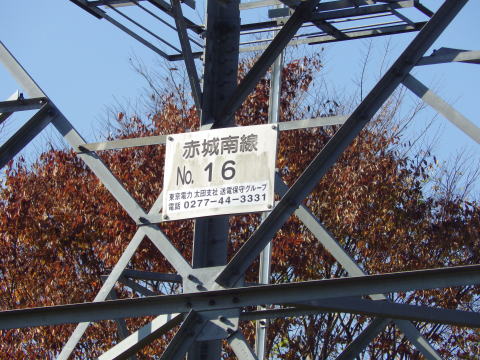 赤城南線
No. 16
東京電力 太田支社 送電保守グループ
電話 0277-44-3331